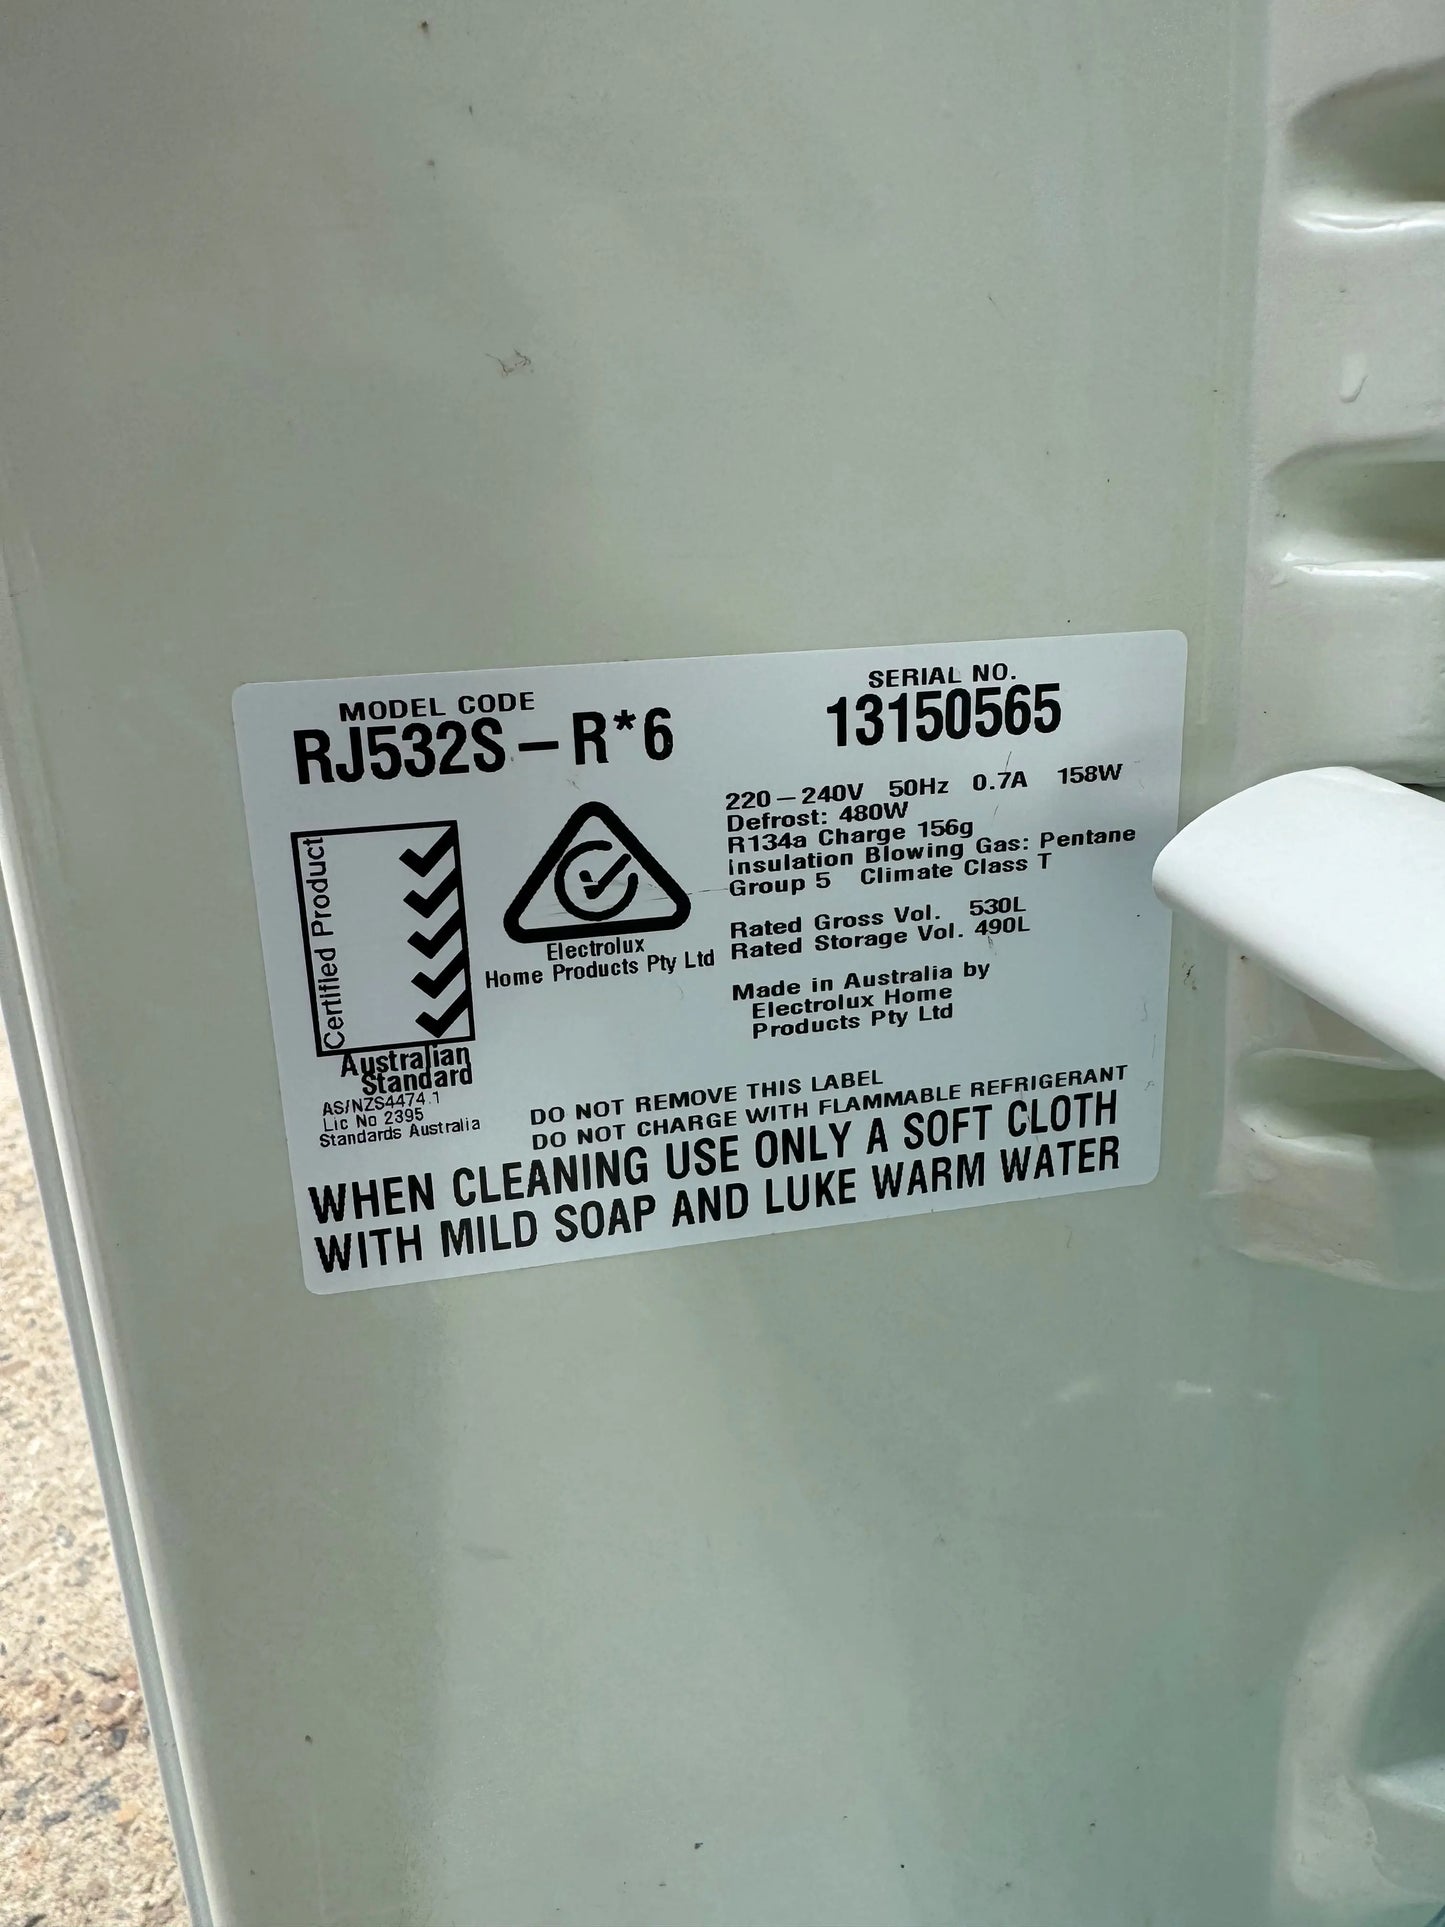 MODEL CODE
RJ532S-R*6
SERIAL NO.
13150565
Certified Product
Australian
Standard
AS/NZS4474.1
Lic No 2395
Standards Australia
Electrolux
Home Products Pty Ltd
220-240V 50Hz 0.7A 158W
Defrost: 480W
R134a Charge 156g
Insulation Blowing Gas: Pentane
Group 5 Climate Class T
Rated Gross Vol. 530L
Rated Storage Vol. 490L
Made in Australia by
Electrolux Home
Products Pty Ltd
DO NOT REMOVE THIS LABEL
DO NOT CHARGE WITH FLAMMABLE REFRIGERANT
WHEN CLEANING USE ONLY A SOFT CLOTH
WITH MILD SOAP AND LUKE WARM WATER